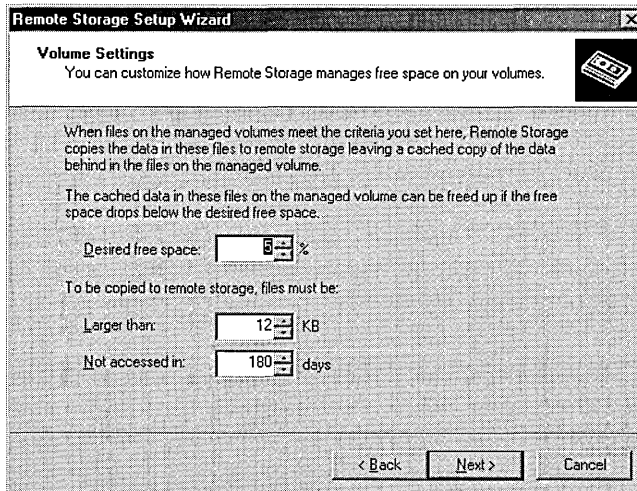 Remote Storage Setup Wizard
Volume Settings
You can customize how Remote Storage manages free space on your volumes.
When files on the managed volumes meet the criteria you set here, Remote Storage
copies the data in these files to remote storage leaving a cached copy of the data
behind in the files on the managed volume.
The cached data in these files on the managed volume can be freed up if the free
space drops below the desired free space.
Desired free space: 5 %
To be copied to remote storage, files must be:
Larger than: 12 KB
Not accessed in: 180 days
< Back Next > Cancel